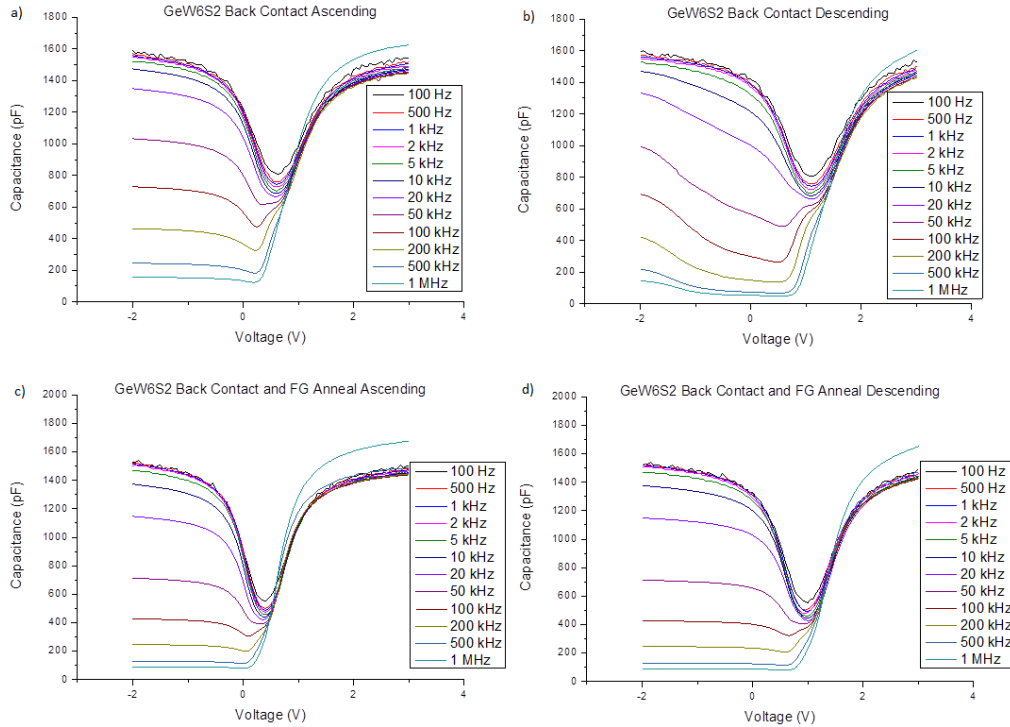 a)
GeW6S2 Back Contact Ascending
1800
1600
1400
1200
1000
800
600
400
200
0
Capacitance (pF)
-2
0
2
4
Voltage (V)
100 Hz
500 Hz
1 kHz
2 kHz
5 kHz
10 kHz
20 kHz
50 kHz
100 kHz
200 kHz
500 kHz
1 MHz
b)
GeW6S2 Back Contact Descending
1800
1600
1400
1200
1000
800
600
400
200
0
Capacitance (pF)
-2
0
2
4
Voltage (V)
100 Hz
500 Hz
1 kHz
2 kHz
5 kHz
10 kHz
20 kHz
50 kHz
100 kHz
200 kHz
500 kHz
1 MHz
c)
GeW6S2 Back Contact and FG Anneal Ascending
2000
1800
1600
1400
1200
1000
800
600
400
200
0
Capacitance (pF)
-2
0
2
4
Voltage (V)
100 Hz
500 Hz
1 kHz
2 kHz
5 kHz
10 kHz
20 kHz
50 kHz
100 kHz
200 kHz
500 kHz
1 MHz
d)
GeW6S2 Back Contact and FG Anneal Descending
2000
1800
1600
1400
1200
1000
800
600
400
200
0
Capacitance (pF)
-2
0
2
4
Voltage (V)
100 Hz
500 Hz
1 kHz
2 kHz
5 kHz
10 kHz
20 kHz
50 kHz
100 kHz
200 kHz
500 kHz
1 MHz